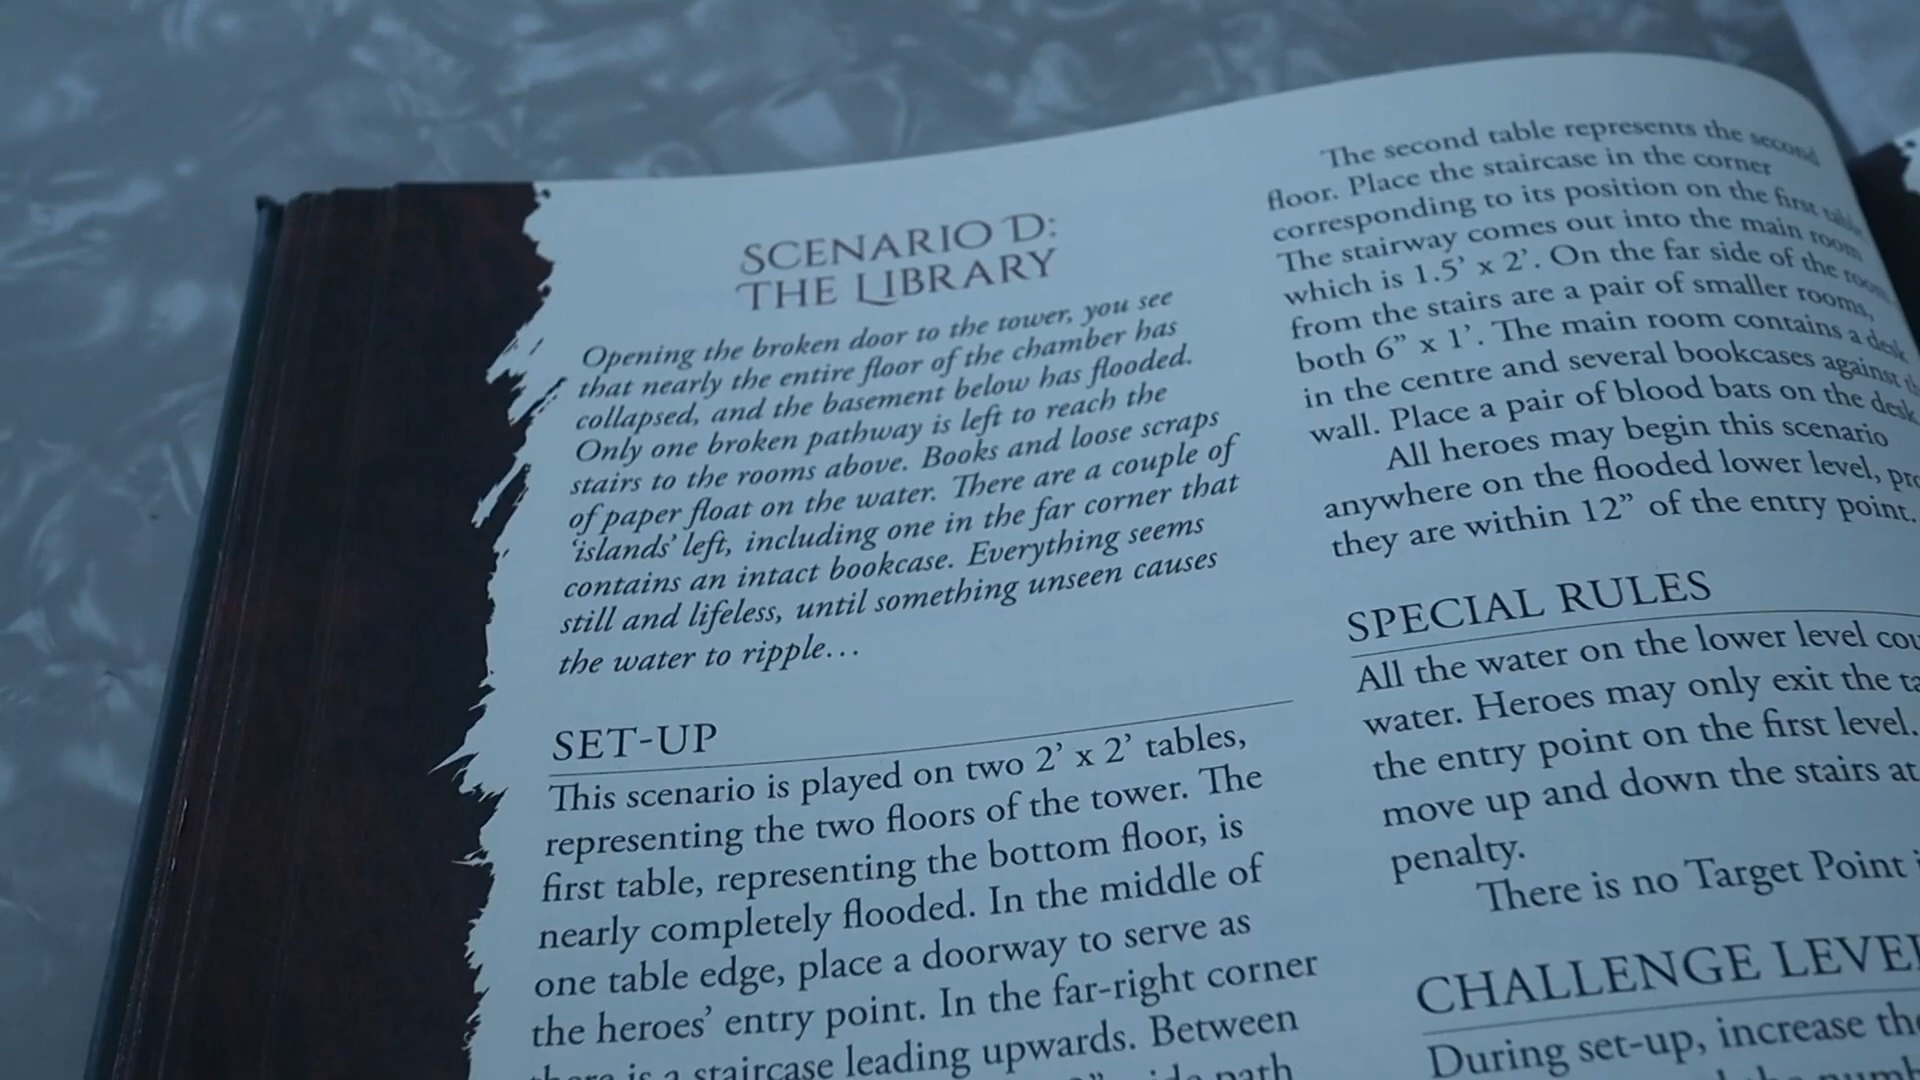 SCENARIO D:
THE LIBRARY
Opening the broken door to the tower, you see
that nearly the entire floor of the chamber has
collapsed, and the basement below has flooded.
Only one broken pathway is left to reach the
stairs to the rooms above. Books and loose scraps
of paper float on the water. There are a couple of
‘islands’ left, including one in the far corner that
contains an intact bookcase. Everything seems
still and lifeless, until something unseen causes
the water to ripple…
SET-UP
This scenario is played on two 2’ x 2’ tables,
representing the two floors of the tower. The
first table, representing the bottom floor, is
nearly completely flooded. In the middle of
one table edge, place a doorway to serve as
the heroes’ entry point. In the far-right corner
there is a staircase leading upwards. Between
path
The second table represents the second
floor. Place the staircase in the corner
corresponding to its position on the first table.
The stairway comes out into the main room
which is 1.5’ x 2’. On the far side of the room
from the stairs are a pair of smaller rooms,
both 6” x 1’. The main room contains a desk
in the centre and several bookcases against
wall. Place a pair of blood bats on the desk.
All heroes may begin this scenario
anywhere on the flooded lower level,
they are within 12” of the entry point.
SPECIAL RULES
All the water on the lower level
water. Heroes may only exit the
the entry point on the first level.
move up and down the stairs at
penalty.
There is no Target Point
CHALLENGE LEVEL
During set-up, increase the